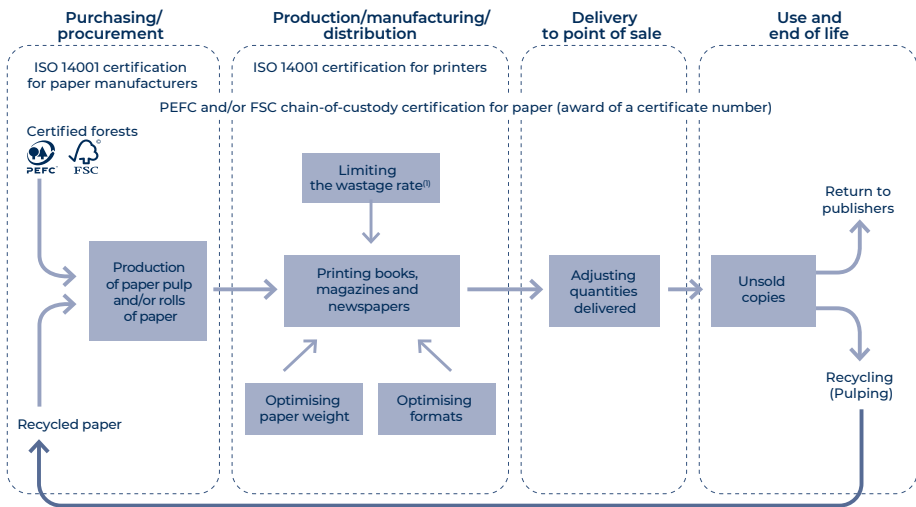 Purchasing/
procurement
Production/manufacturing/
distribution
Delivery
to point of sale
Use and
end of life
ISO 14001 certification
for paper manufacturers
ISO 14001 certification for printers
PEFC and/or FSC chain-of-custody certification for paper (award of a certificate number)
Certified forests
PEFC
FSC
Limiting
the wastage rate(1)
Return to
publishers
Production
of paper pulp
and/or rolls
of paper
Printing books,
magazines and
newspapers
Adjusting
quantities
delivered
Unsold
copies
Optimising
paper weight
Optimising
formats
Recycling
(Pulping)
Recycled paper